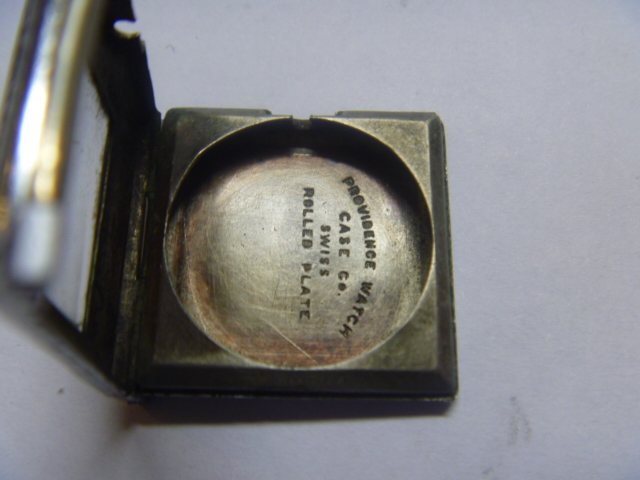 PROVIDENCE WATCH
CASE Co.
SWISS
ROLLED PLATE